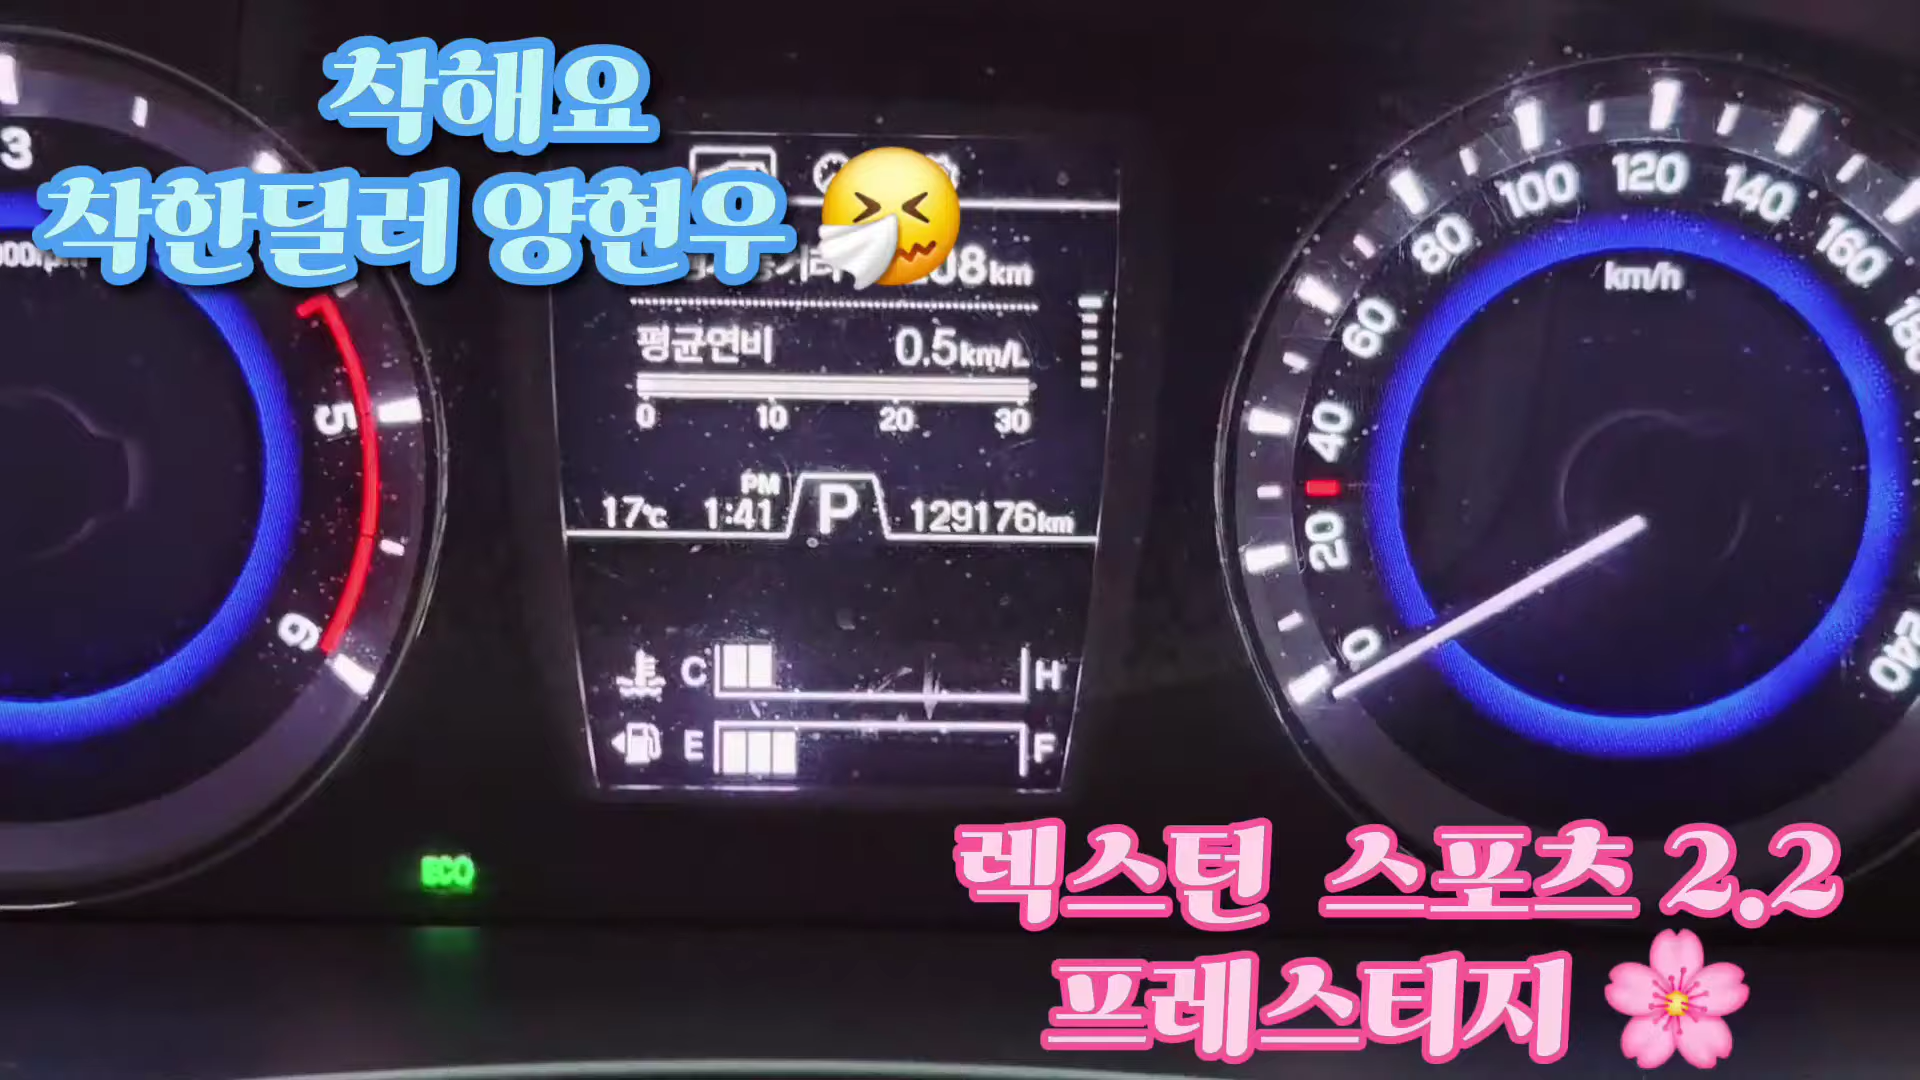 착해요
착한딜러 양현우
3
km
평균연비 0.5km/L
0 10 20 30
5
6
17℃ PM 1:41 P 129176km
C H
E F
ECO
0 20 40 60 80 100 120 140 160 180 240
km/h
렉스턴 스포츠 2.2
프레스티지